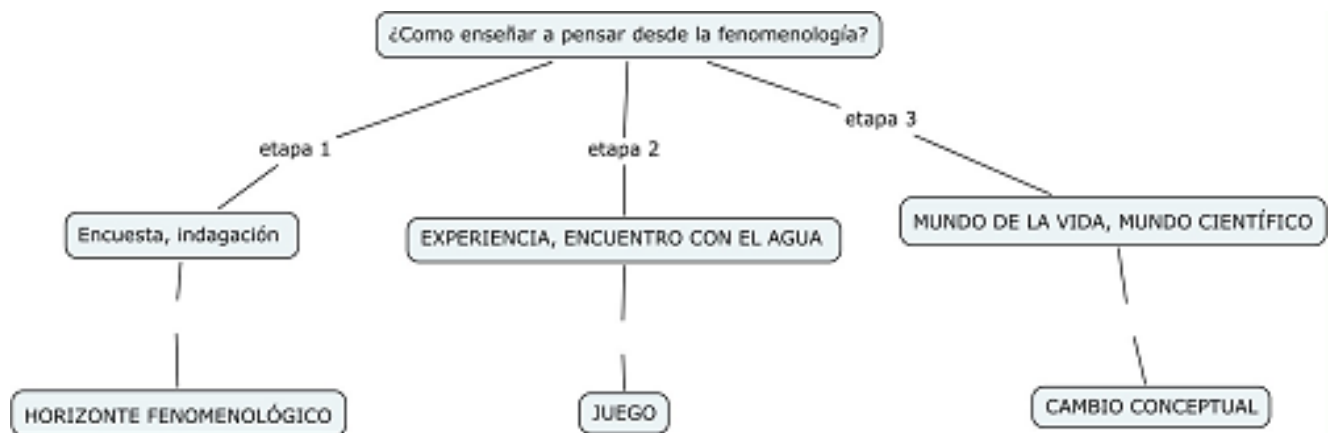 ¿Como enseñar a pensar desde la fenomenología?
etapa 1
etapa 2
etapa 3
Encuesta, indagación
EXPERIENCIA, ENCUENTRO CON EL AGUA
MUNDO DE LA VIDA, MUNDO CIENTÍFICO
HORIZONTE FENOMENOLÓGICO
JUEGO
CAMBIO CONCEPTUAL